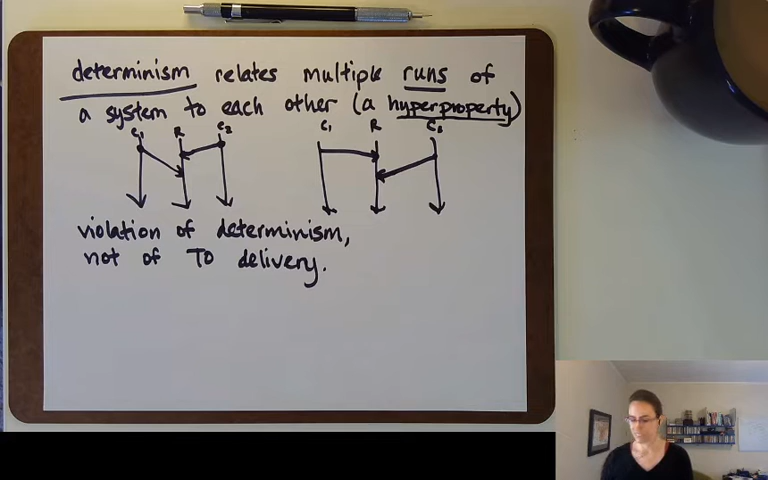 determinism relates multiple runs of
a system to each other (a hyperproperty)
C₁ R C₂ C₁ R C₂
violation of determinism,
not of TO delivery.